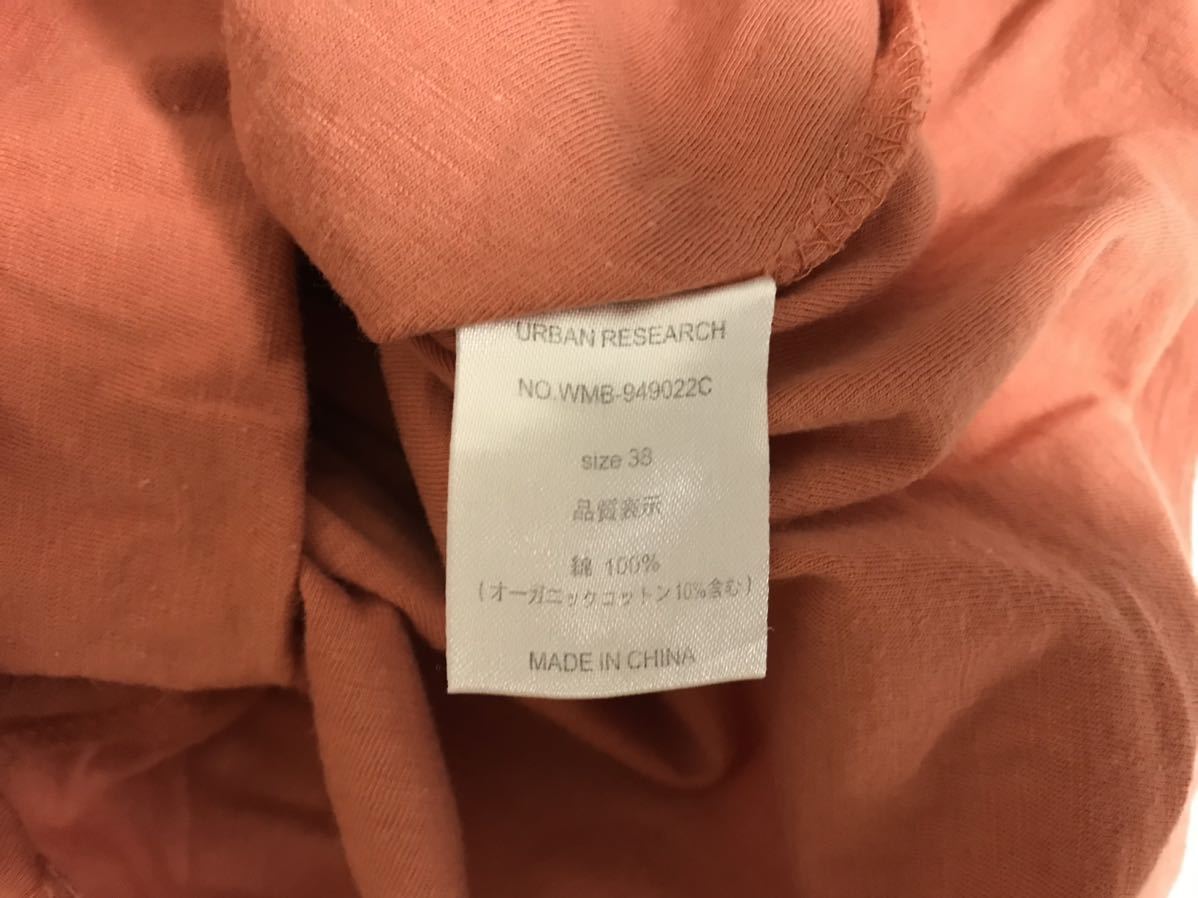 URBAN RESEARCH
NO.WMB-949022C
size 38
品質表示
綿 100%
(オーガニックコットン10%含む)
MADE IN CHINA